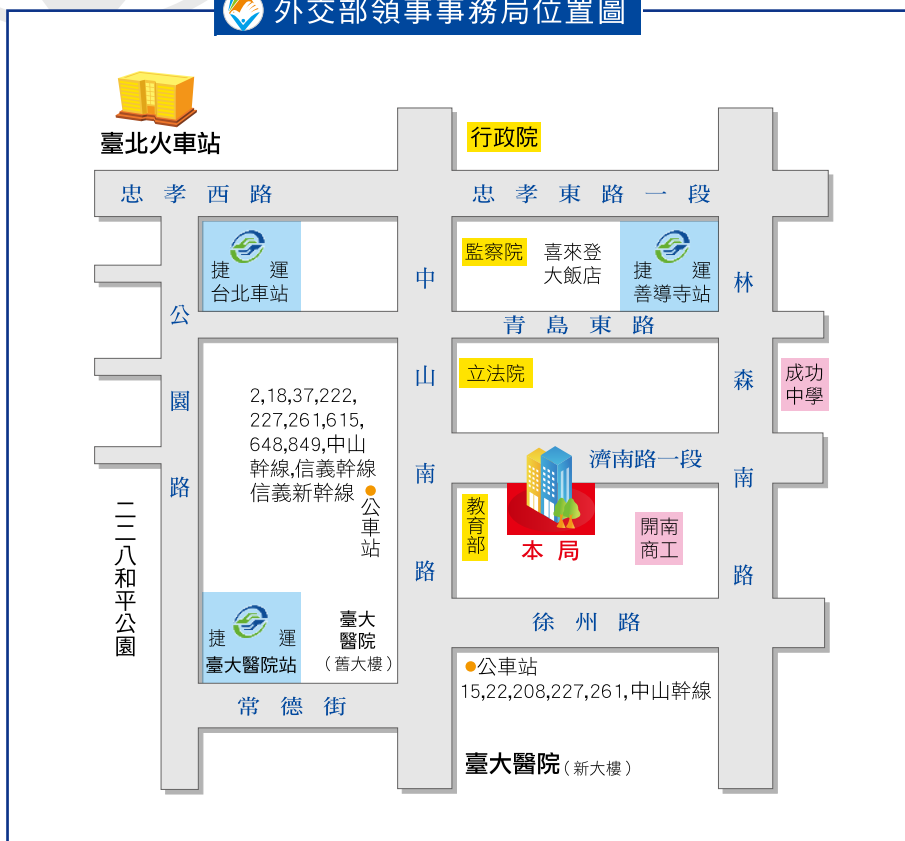 外交部領事事務局位置圖
臺北火車站
行政院
忠孝西路
忠孝東路一段
捷運
台北車站
監察院
喜來登
大飯店
捷運
善導寺站
中山南路
林森南路
公園路
青島東路
立法院
成功
中學
2,18,37,222,
227,261,615,
648,849,中山
幹線,信義幹線
信義新幹線
公車站
濟南路一段
教育部
本局
開南
商工
二二八和平公園
捷運
臺大醫院站
臺大
醫院
(舊大樓)
徐州路
公車站
15,22,208,227,261,中山幹線
常德街
臺大醫院(新大樓)